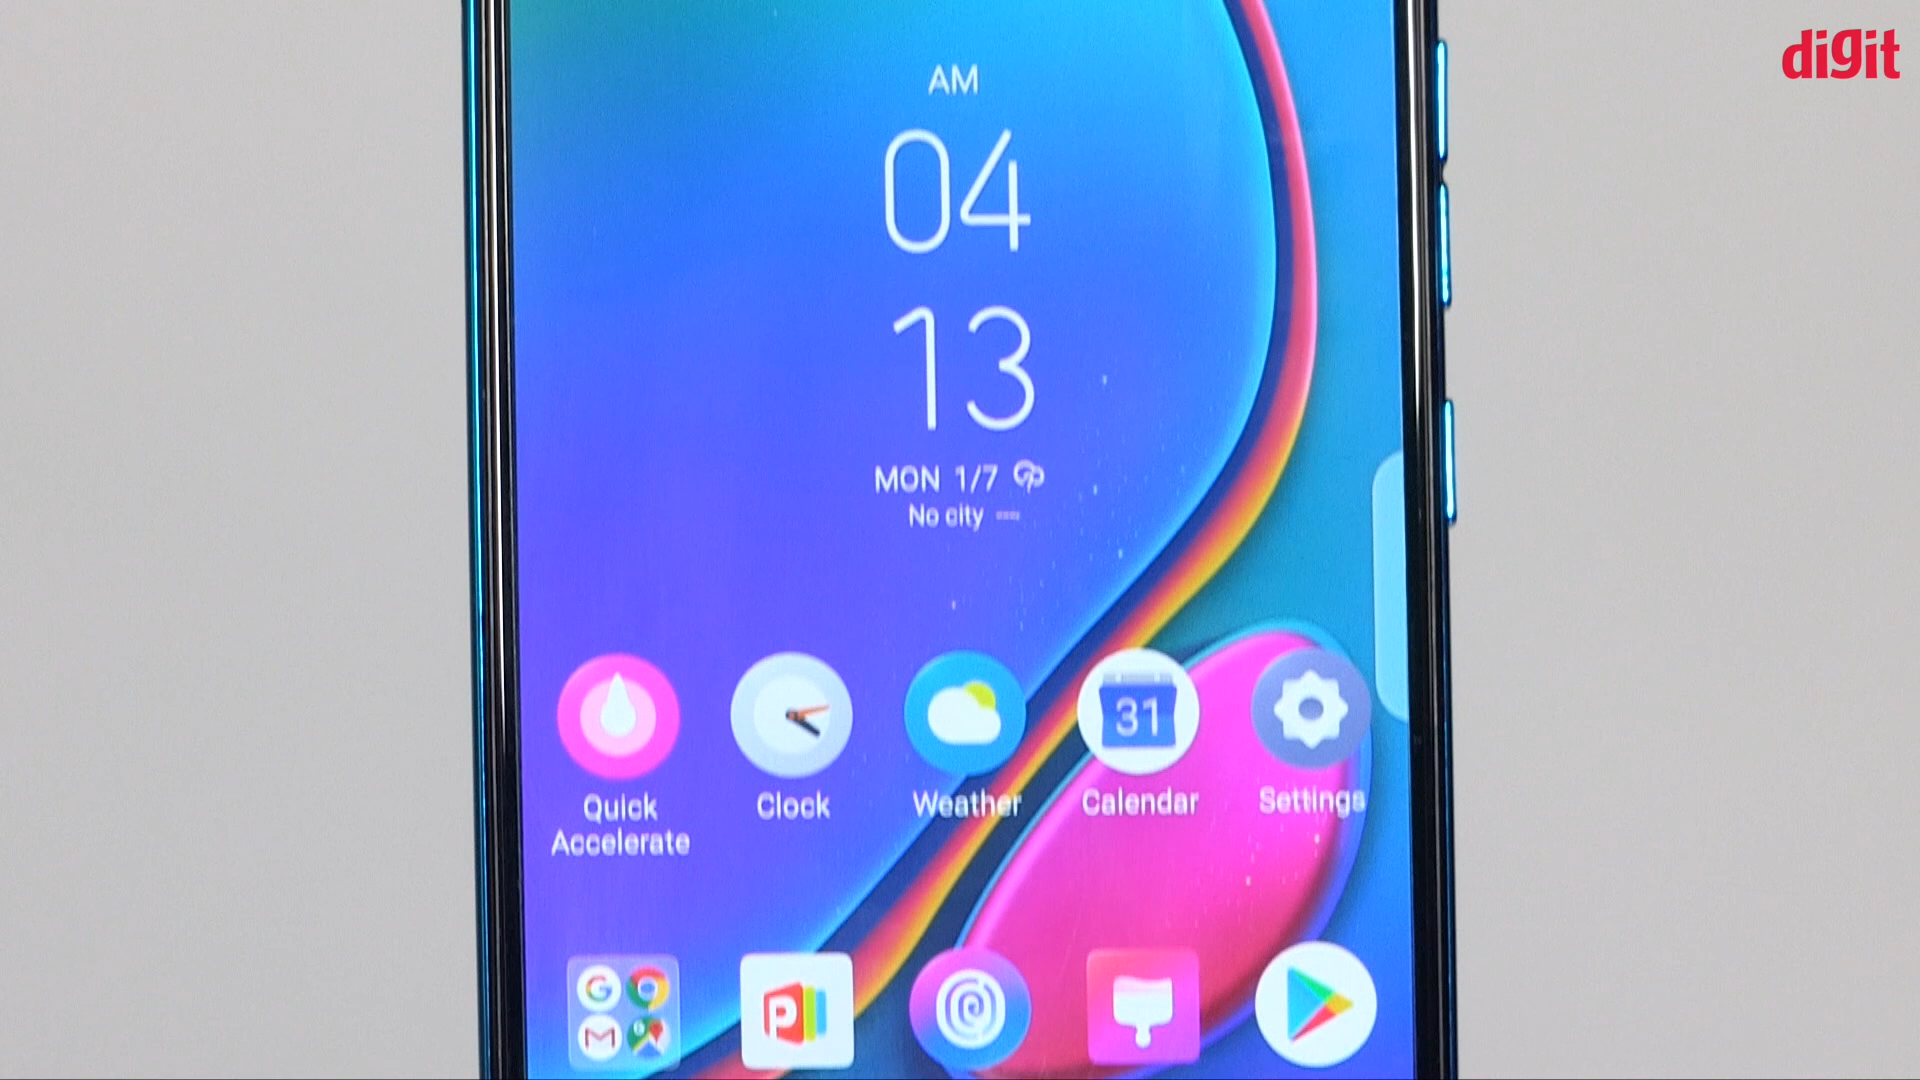 digit
AM
04
13
MON 1/7
No city --
31
Quick
Accelerate
Clock
Weather
Calendar
Settings
G
P